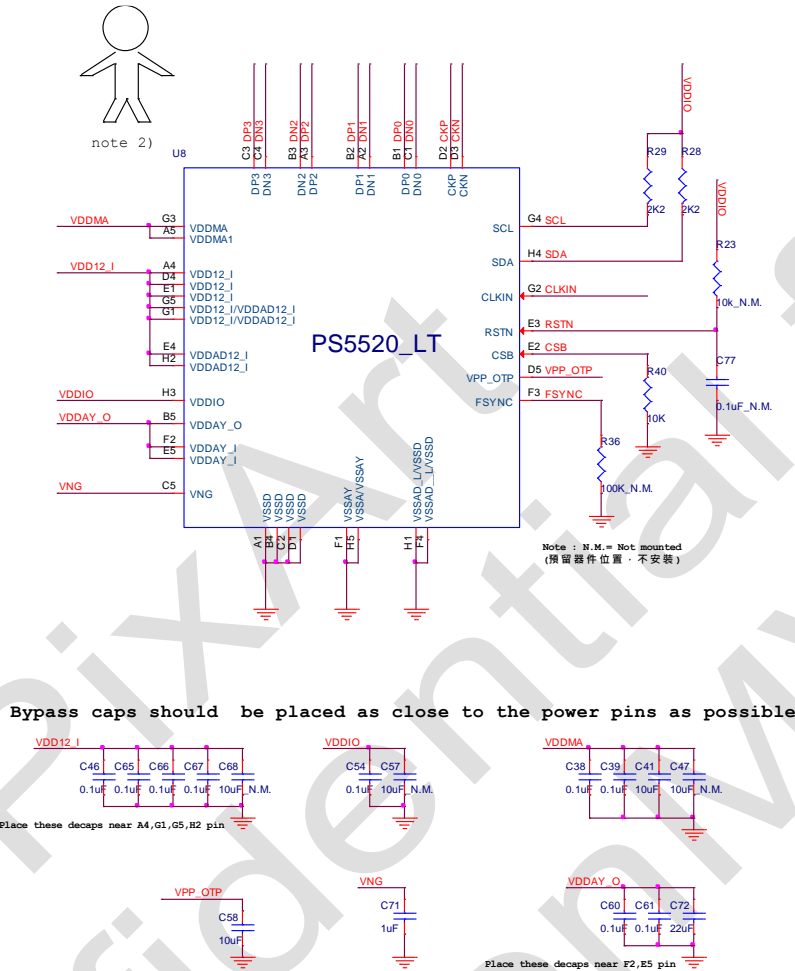 note 2)
U8
C3 DP3
C4 DN3
B3 DN2
A3 DP2
B2 DP1
A2 DN1
B1 DP0
C1 DN0
D2 CKP
D3 CKN
DP3
DN3
DN2
DP2
DP1
DN1
DP0
DN0
CKP
CKN
VDDIO
R29
R28
2K2
2K2
VDDIO
R23
10k_N.M.
VDDMA
G3
VDDMA
A5
VDDMA1
VDD12_I
A4
VDD12_I
D4
VDD12_I
E1
VDD12_I
G5
VDD12_I/VDDAD12_I
G1
VDD12_I/VDDAD12_I
E4
VDDAD12_I
H2
VDDAD12_I
VDDIO
H3
VDDIO
VDDAY_O
B5
VDDAY_O
F2
VDDAY_I
E5
VDDAY_I
VNG
C5
VNG
PS5520_LT
SCL
G4 SCL
SDA
H4 SDA
CLKIN
G2 CLKIN
RSTN
E3 RSTN
CSB
E2 CSB
VPP_OTP
D5 VPP_OTP
FSYNC
F3 FSYNC
C77
0.1uF_N.M.
R40
10K
R36
100K_N.M.
VSSD
VSSD
VSSD
VSSD
VSSAY
VSSA/VSSAY
VSSAD_L/VSSD
VSSAD_L/VSSD
A1
B4
C2
D1
F1
H5
H1
F4
Note : N.M.= Not mounted
(預留器件位置﹐不安裝)
Bypass caps should be placed as close to the power pins as possible
VDD12_I
C46
C65
C66
C67
C68
0.1uF
0.1uF
0.1uF
0.1uF
10uF_N.M.
Place these decaps near A4,G1,G5,H2 pin
VDDIO
C54
C57
0.1uF
10uF_N.M.
VDDMA
C38
C39
C41
C47
0.1uF
0.1uF
10uF
10uF_N.M.
VPP_OTP
C58
10uF
VNG
C71
1uF
VDDAY_O
C60
C61
C72
0.1uF
0.1uF
22uF
Place these decaps near F2,E5 pin
PixArt